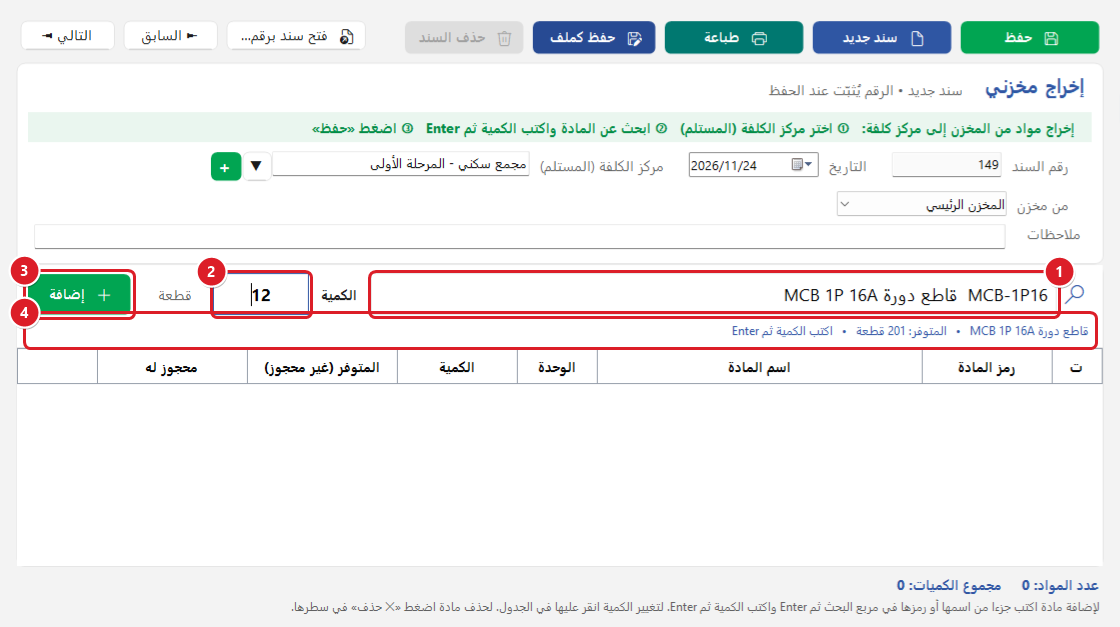 حفظ سند جديد طباعة حفظ كملف حذف السند فتح سند برقم... السابق التالي
إخراج مخزني سند جديد • الرقم يُثبّت عند الحفظ
إخراج مواد من المخزن إلى مركز كلفة: ① اختر مركز الكلفة (المستلم) ② ابحث عن المادة واكتب الكمية ثم Enter ③ اضغط «حفظ»
رقم السند 149 التاريخ 2026/11/24 مركز الكلفة (المستلم) مجمع سكني - المرحلة الأولى ▼ +
من مخزن المخزن الرئيسي
ملاحظات
1 2 3
MCB-1P16 قاطع دورة MCB 1P 16A الكمية 12 قطعة + إضافة
4
قاطع دورة MCB 1P 16A • المتوفر: 201 قطعة • اكتب الكمية ثم Enter
ت رمز المادة اسم المادة الوحدة الكمية المتوفر (غير محجوز) محجوز له
عدد المواد: 0 مجموع الكميات: 0
لإضافة مادة اكتب جزءا من اسمها أو رمزها في مربع البحث ثم Enter واكتب الكمية ثم Enter. لتغيير الكمية انقر عليها في الجدول. لحذف مادة اضغط «✕ حذف» في سطرها.